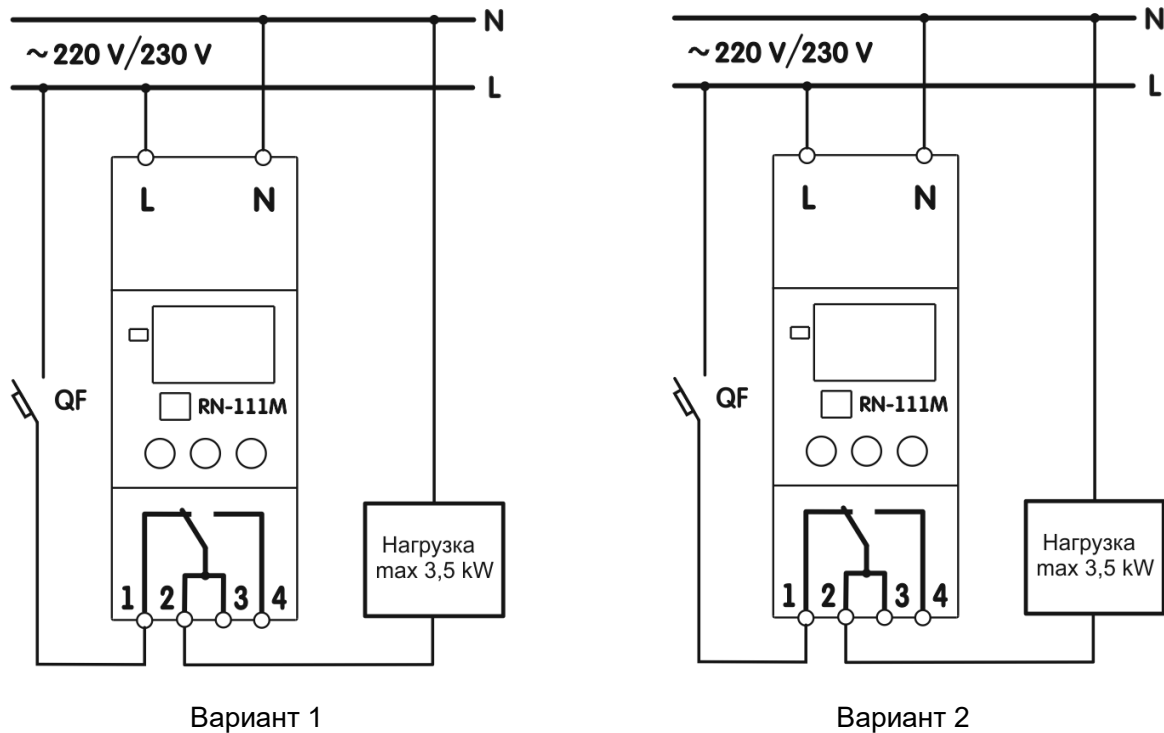 N
~ 220 V/230 V
L
L N
QF
RN-111M
Нагрузка
max 3,5 kW
1 2 3 4
Вариант 1
N
~ 220 V/230 V
L
L N
QF
RN-111M
Нагрузка
max 3,5 kW
1 2 3 4
Вариант 2